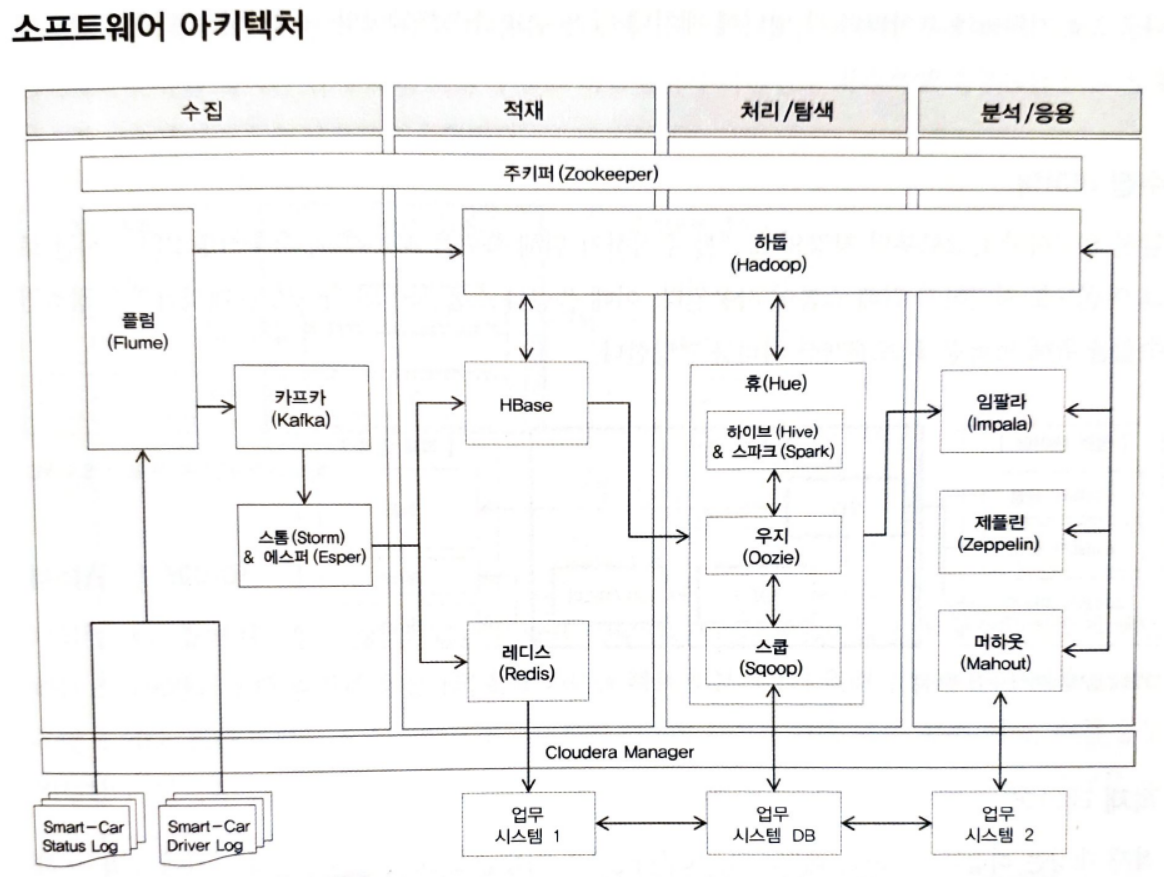 소프트웨어 아키텍처
수집
적재
처리/탐색
분석/응용
주키퍼(Zookeeper)
하둡
(Hadoop)
플럼
(Flume)
카프카
(Kafka)
스톰(Storm)
& 에스퍼(Esper)
HBase
레디스
(Redis)
휴(Hue)
하이브(Hive)
& 스파크(Spark)
우지
(Oozie)
스쿱
(Sqoop)
임팔라
(Impala)
제플린
(Zeppelin)
머하웃
(Mahout)
Cloudera Manager
Smart-Car
Status Log
Smart-Car
Driver Log
업무
시스템 1
업무
시스템 DB
업무
시스템 2